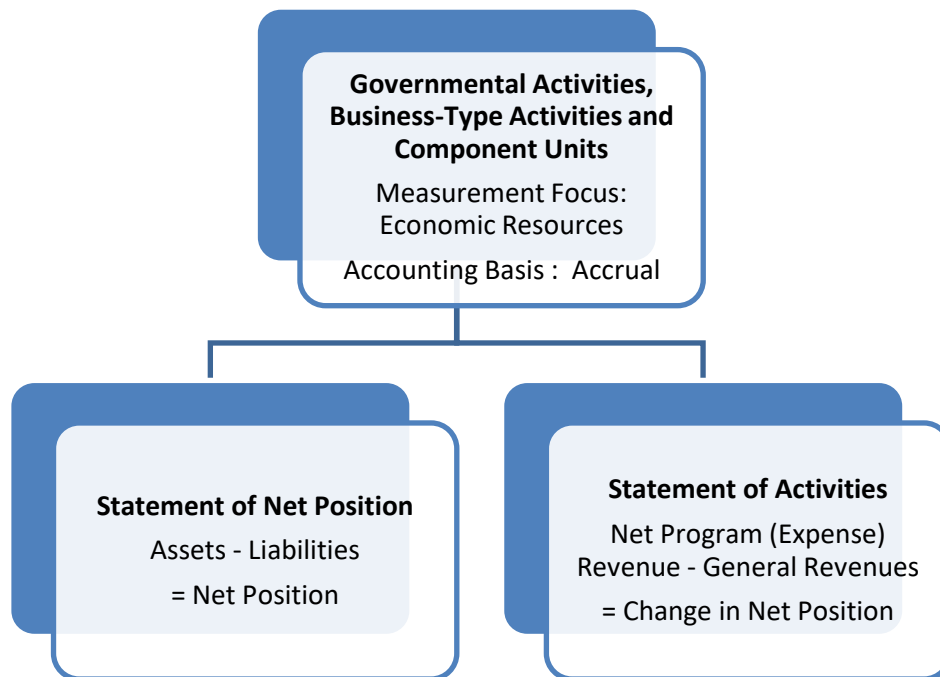 Governmental Activities,
Business-Type Activities and
Component Units
Measurement Focus:
Economic Resources
Accounting Basis : Accrual
Statement of Net Position
Assets - Liabilities
= Net Position
Statement of Activities
Net Program (Expense)
Revenue - General Revenues
= Change in Net Position